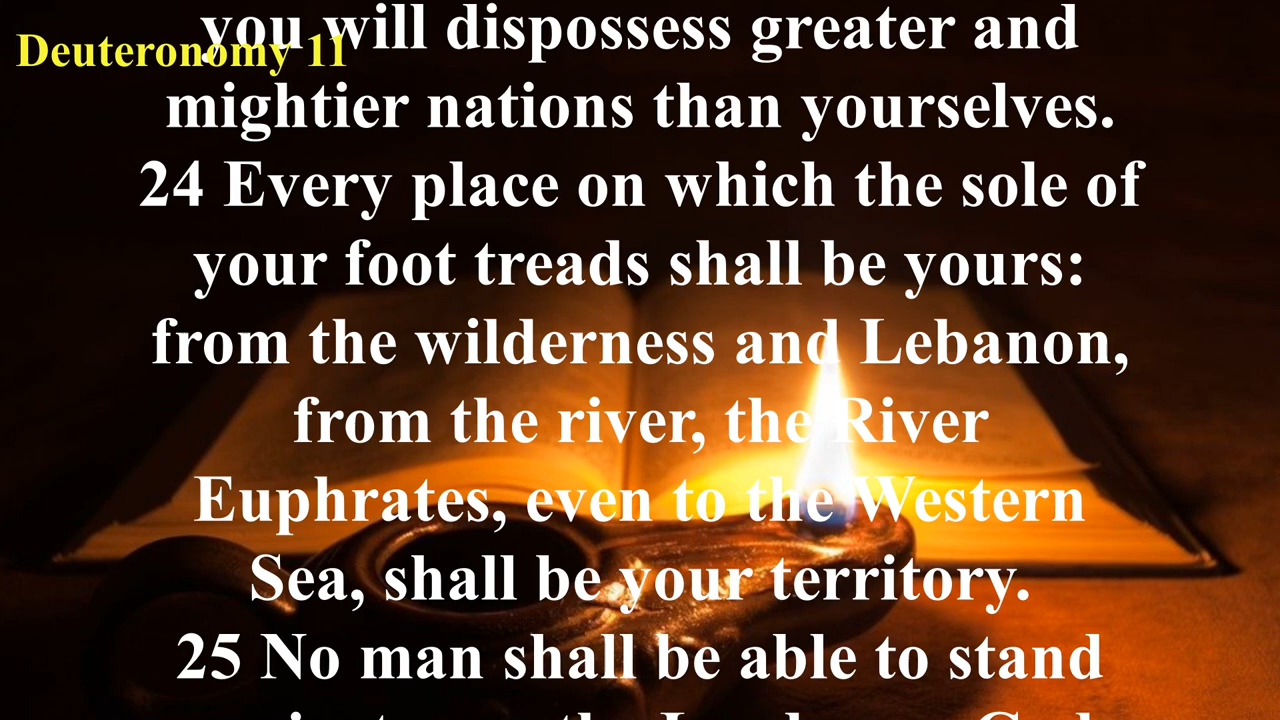 Deuteronomy 11
you will dispossess greater and
mightier nations than yourselves.
24 Every place on which the sole of
your foot treads shall be yours:
from the wilderness and Lebanon,
from the river, the River
Euphrates, even to the Western
Sea, shall be your territory.
25 No man shall be able to stand